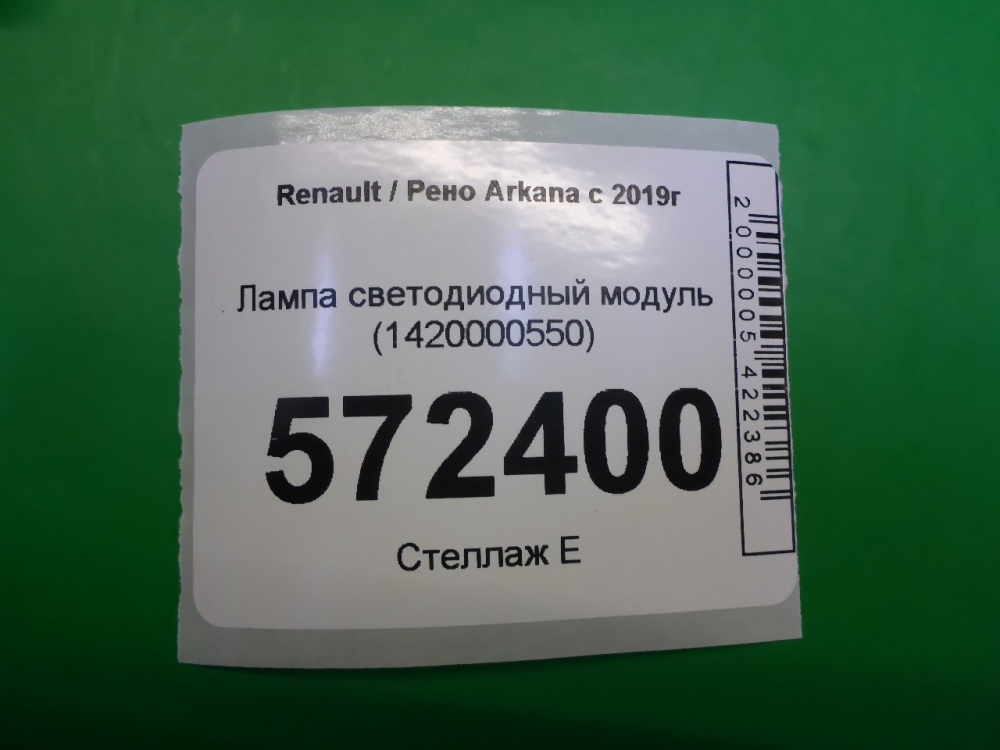 Renault / Рено Arkana с 2019г
Лампа светодиодный модуль
(1420000550)
572400
Стеллаж Е
2000005422386